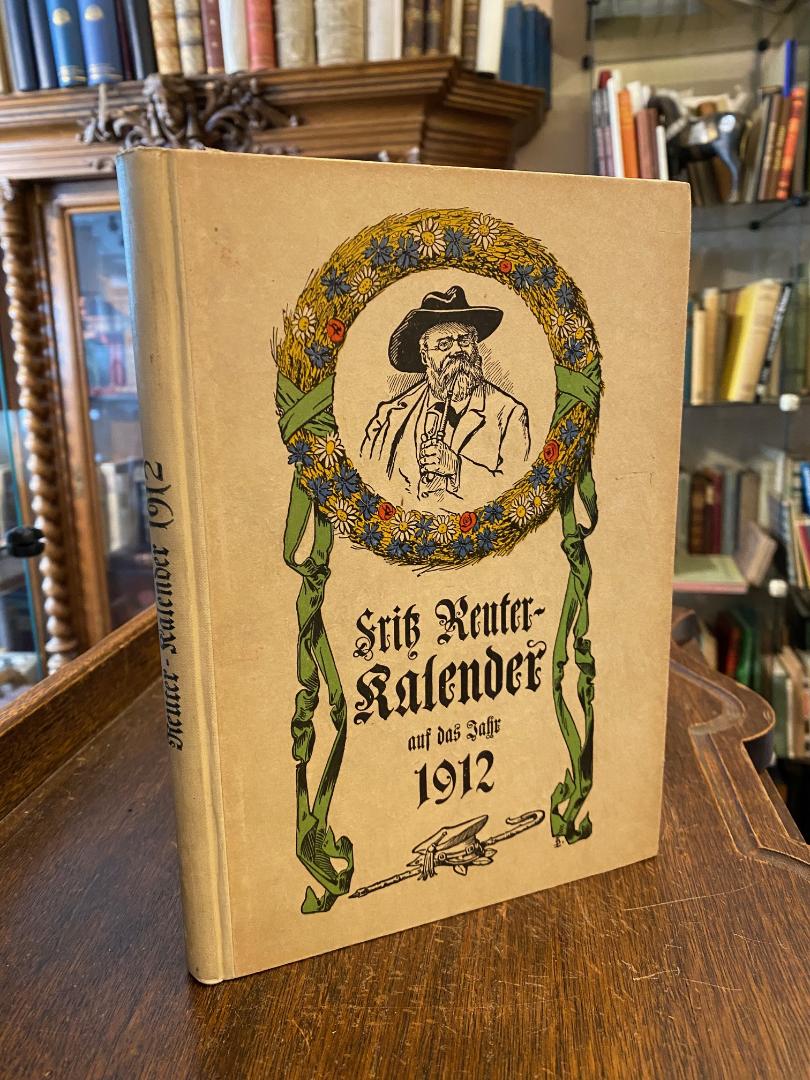 Reuter-Kalender 1912
Fritz Reuter-
Kalender
auf das Jahr
1912